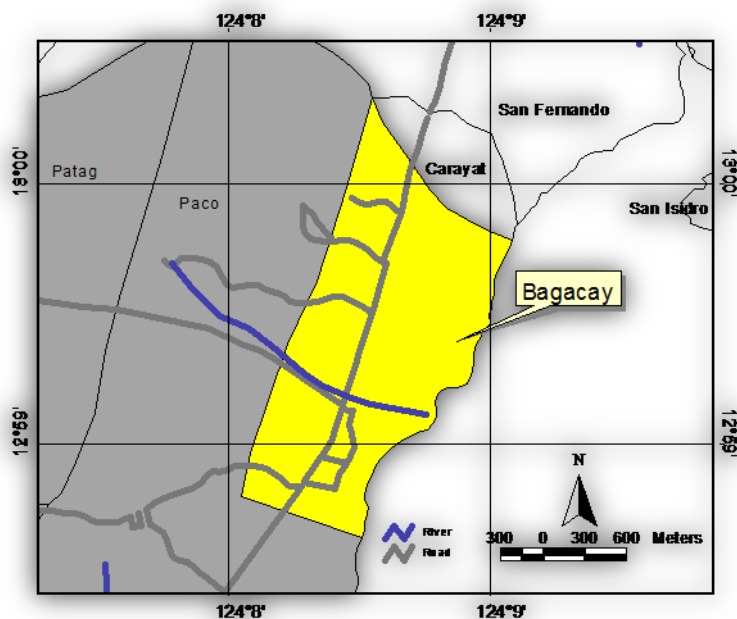 124°8' 124°9'
San Fernando
Carayat
Patag
13°00' 13°00'
Paco
San Isidro
Bagacay
12°59' 12°59'
N
River
Road
300 0 300 600 Meters
124°8' 124°9'